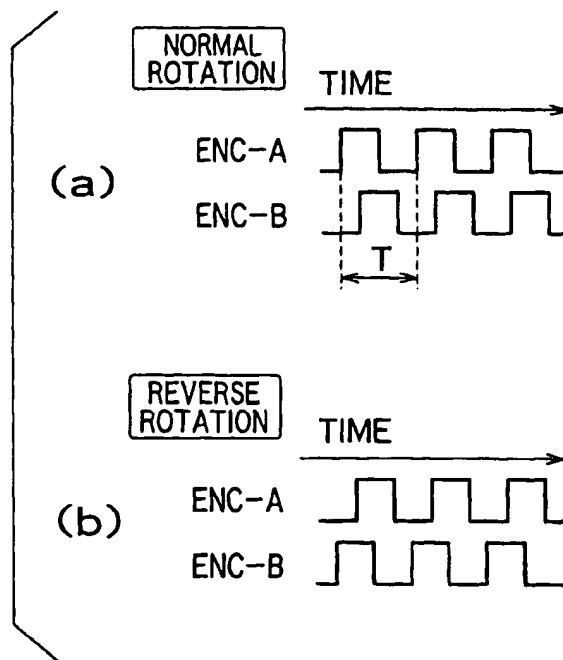 NORMAL
ROTATION
TIME
ENC-A
(a)
ENC-B
T
REVERSE
ROTATION
TIME
ENC-A
(b)
ENC-B